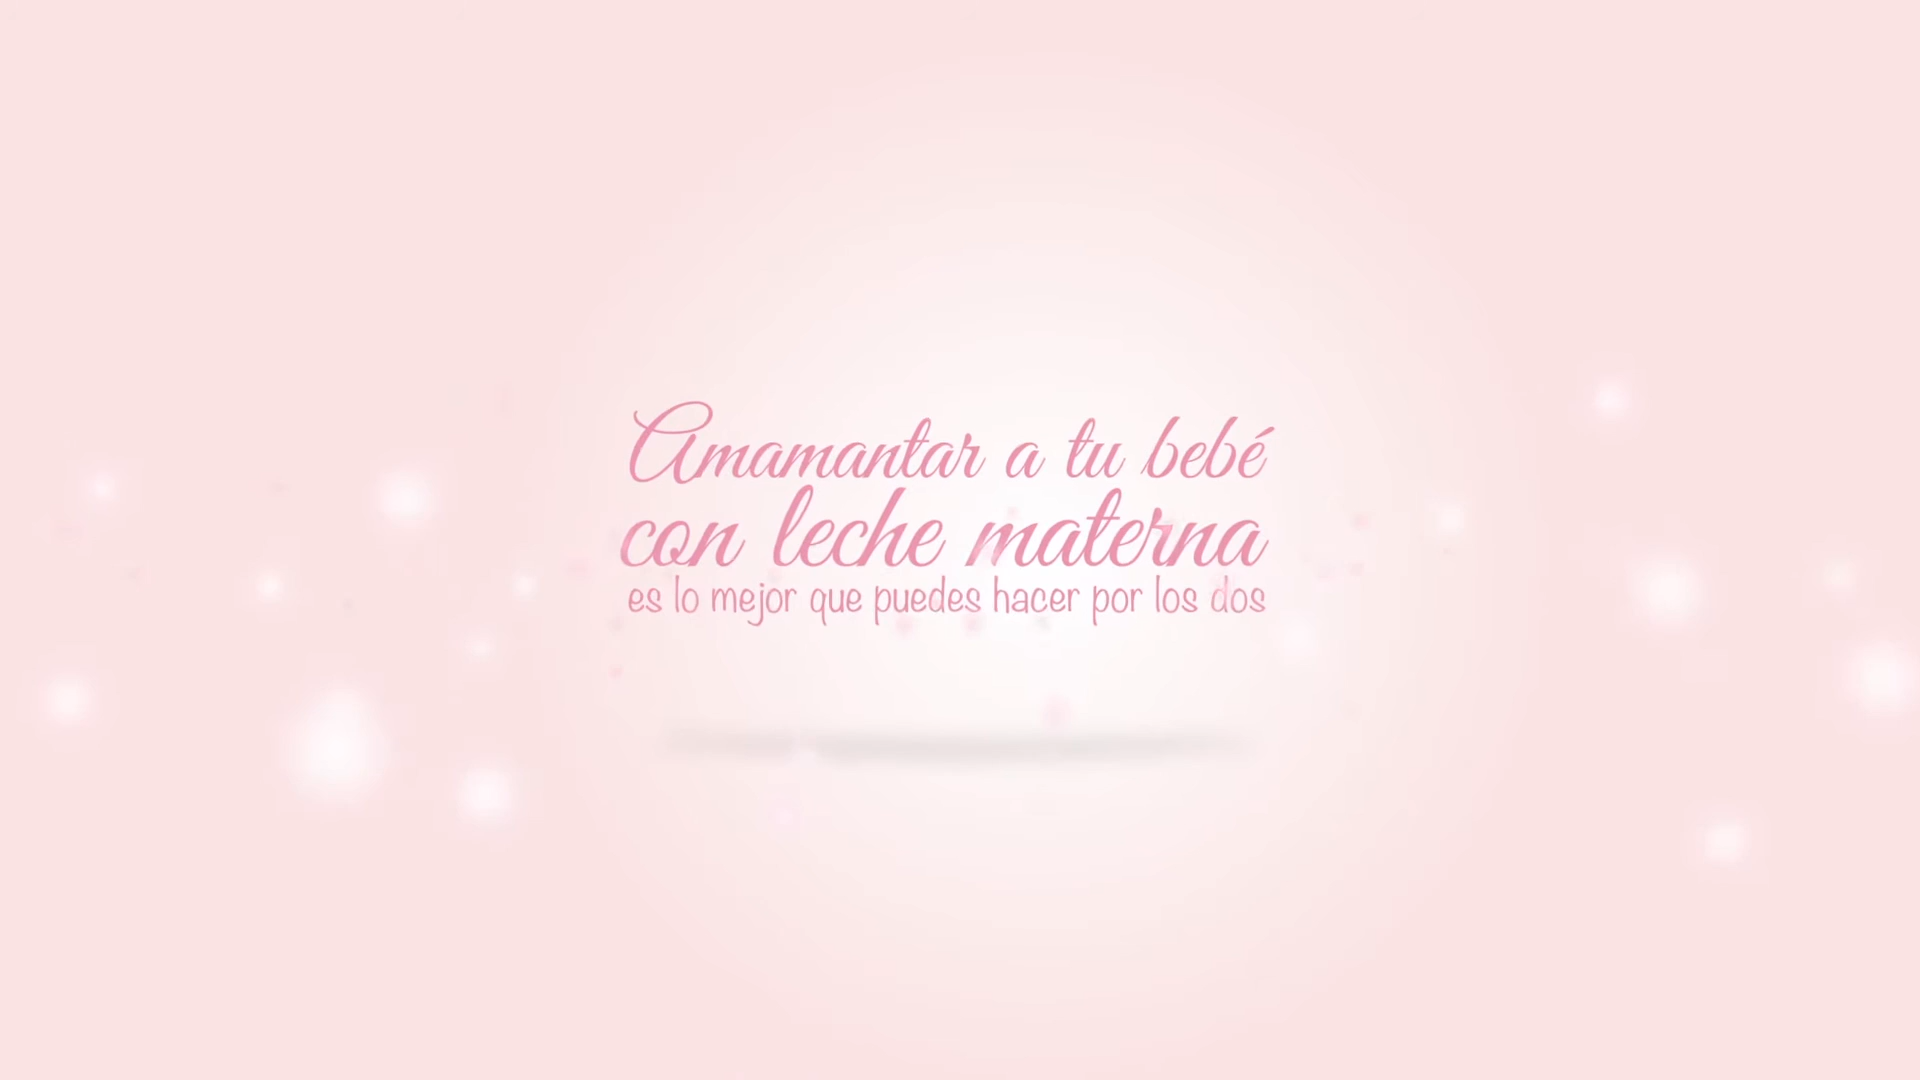 Amamantar a tu bebé
con leche materna
es lo mejor que puedes hacer por los dos